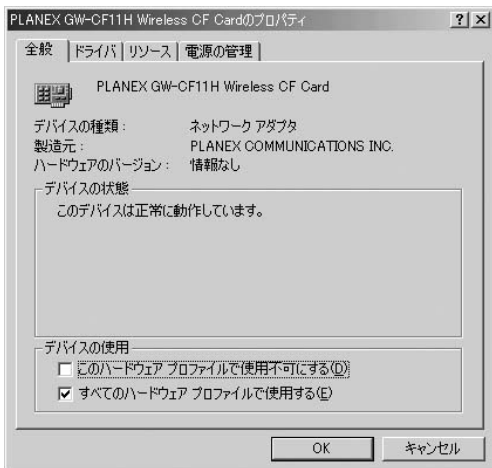 PLANEX GW-CF11H Wireless CF Cardのプロパティ
全般 ドライバ リソース 電源の管理
PLANEX GW-CF11H Wireless CF Card
デバイスの種類: ネットワーク アダプタ
製造元: PLANEX COMMUNICATIONS INC.
ハードウェアのバージョン: 情報なし
デバイスの状態
このデバイスは正常に動作しています。
デバイスの使用
このハードウェア プロファイルで使用不可にする(D)
すべてのハードウェア プロファイルで使用する(E)
OK キャンセル